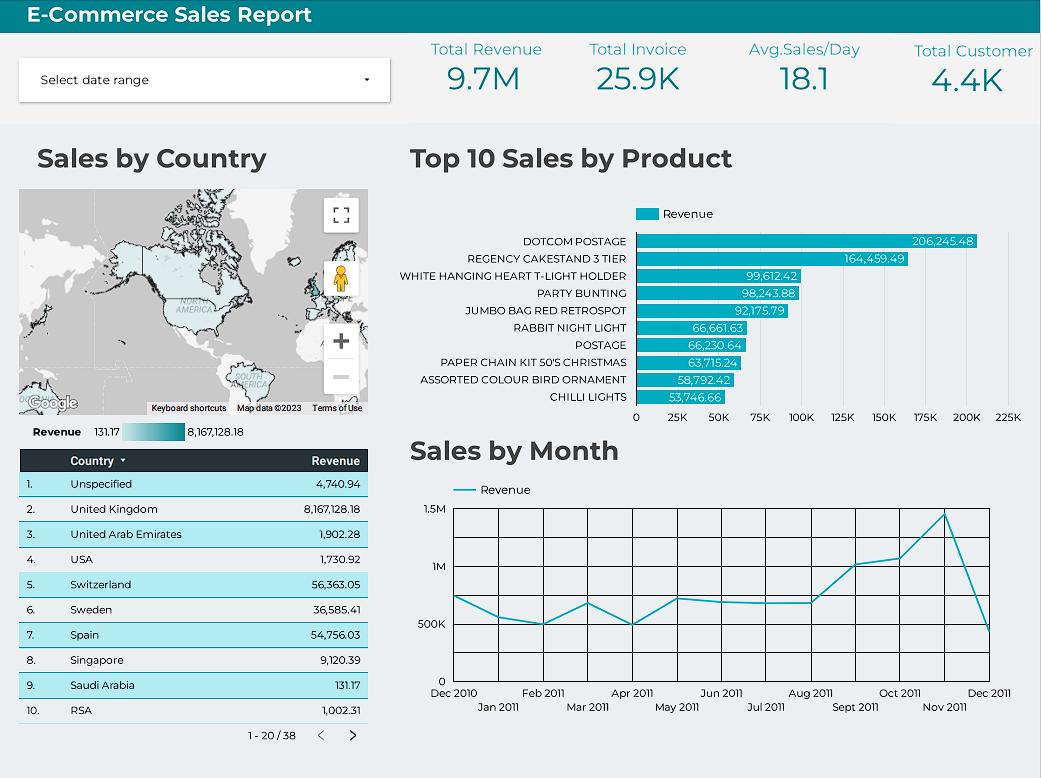 E-Commerce Sales Report
Select date range
Total Revenue
9.7M
Total Invoice
25.9K
Avg.Sales/Day
18.1
Total Customer
4.4K
Sales by Country
NORTH
AMERICA
SOUTH
AMERICA
Google
Keyboard shortcuts Map data ©2023 Terms of Use
Revenue 131.17 8,167,128.18
Country Revenue
1. Unspecified 4,740.94
2. United Kingdom 8,167,128.18
3. United Arab Emirates 1,902.28
4. USA 1,730.92
5. Switzerland 56,363.05
6. Sweden 36,585.41
7. Spain 54,756.03
8. Singapore 9,120.39
9. Saudi Arabia 131.17
10. RSA 1,002.31
1 - 20 / 38
Top 10 Sales by Product
Revenue
DOTCOM POSTAGE 206,245.48
REGENCY CAKESTAND 3 TIER 164,459.49
WHITE HANGING HEART T-LIGHT HOLDER 99,612.42
PARTY BUNTING 98,243.88
JUMBO BAG RED RETROSPOT 92,175.79
RABBIT NIGHT LIGHT 66,661.63
POSTAGE 66,230.64
PAPER CHAIN KIT 50'S CHRISTMAS 63,715.24
ASSORTED COLOUR BIRD ORNAMENT 58,792.42
CHILLI LIGHTS 53,746.66
0 25K 50K 75K 100K 125K 150K 175K 200K 225K
Sales by Month
Revenue
1.5M
1M
500K
0
Dec 2010 Feb 2011 Apr 2011 Jun 2011 Aug 2011 Oct 2011 Dec 2011
Jan 2011 Mar 2011 May 2011 Jul 2011 Sept 2011 Nov 2011